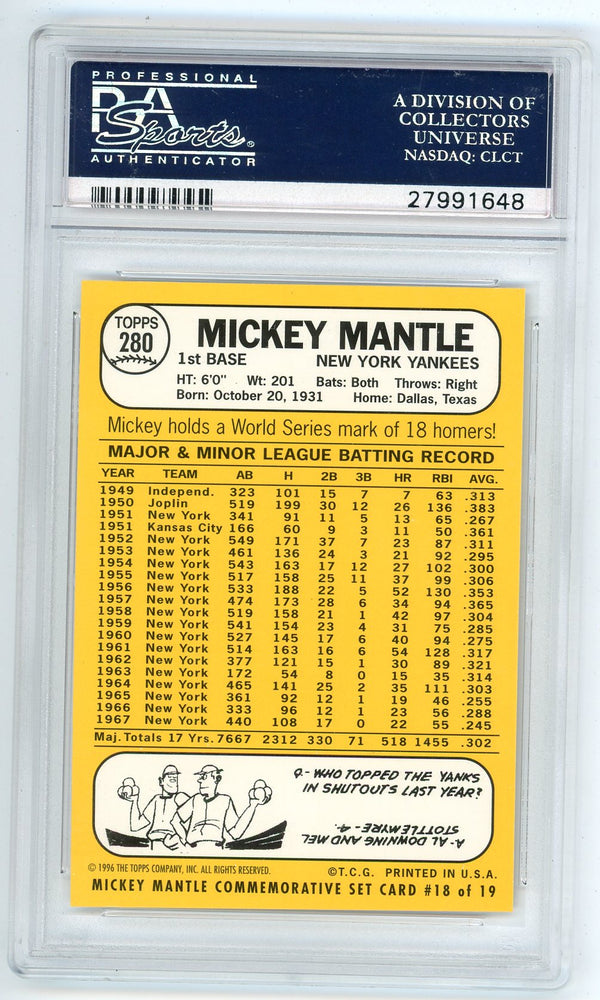 PROFESSIONAL
PSA
Sports®
AUTHENTICATOR
A DIVISION OF
COLLECTORS
UNIVERSE
NASDAQ: CLCT
27991648
TOPPS
280
MICKEY MANTLE
1st BASE NEW YORK YANKEES
HT: 6'0" Wt: 201 Bats: Both Throws: Right
Born: October 20, 1931 Home: Dallas, Texas
Mickey holds a World Series mark of 18 homers!
MAJOR & MINOR LEAGUE BATTING RECORD
YEAR TEAM AB H 2B 3B HR RBI AVG.
1949 Independ. 323 101 15 7 7 63 .313
1950 Joplin 519 199 30 12 26 136 .383
1951 New York 341 91 11 5 13 65 .267
1951 Kansas City 166 60 9 3 11 50 .361
1952 New York 549 171 37 7 23 87 .311
1953 New York 461 136 24 3 21 92 .295
1954 New York 543 163 17 12 27 102 .300
1955 New York 517 158 25 11 37 99 .306
1956 New York 533 188 22 5 52 130 .353
1957 New York 474 173 28 6 34 94 .365
1958 New York 519 158 21 1 42 97 .304
1959 New York 541 154 23 4 31 75 .285
1960 New York 527 145 17 6 40 94 .275
1961 New York 514 163 16 6 54 128 .317
1962 New York 377 121 15 1 30 89 .321
1963 New York 172 54 8 0 15 35 .314
1964 New York 465 141 25 2 35 111 .303
1965 New York 361 92 12 1 19 46 .255
1966 New York 333 96 12 1 23 56 .288
1967 New York 440 108 17 0 22 55 .245
Maj. Totals 17 Yrs. 7667 2312 330 71 518 1455 .302
Q- WHO TOPPED THE YANKS
IN SHUTOUTS LAST YEAR?
A- AL DOWNING AND MEL
STOTTLEMYRE - 4.
© 1996 THE TOPPS COMPANY, INC. ALL RIGHTS RESERVED.
©T.C.G. PRINTED IN U.S.A.
MICKEY MANTLE COMMEMORATIVE SET CARD #18 of 19